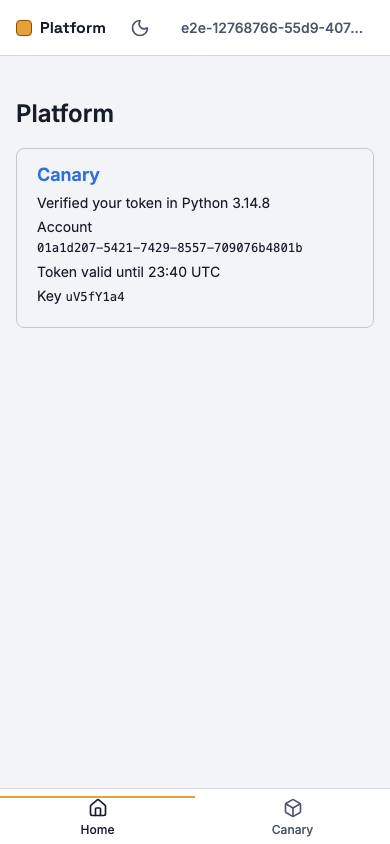 Platform
e2e-12768766-55d9-407...
Platform
Canary
Verified your token in Python 3.14.8
Account
01a1d207-5421-7429-8557-709076b4801b
Token valid until 23:40 UTC
Key uV5fY1a4
Home
Canary